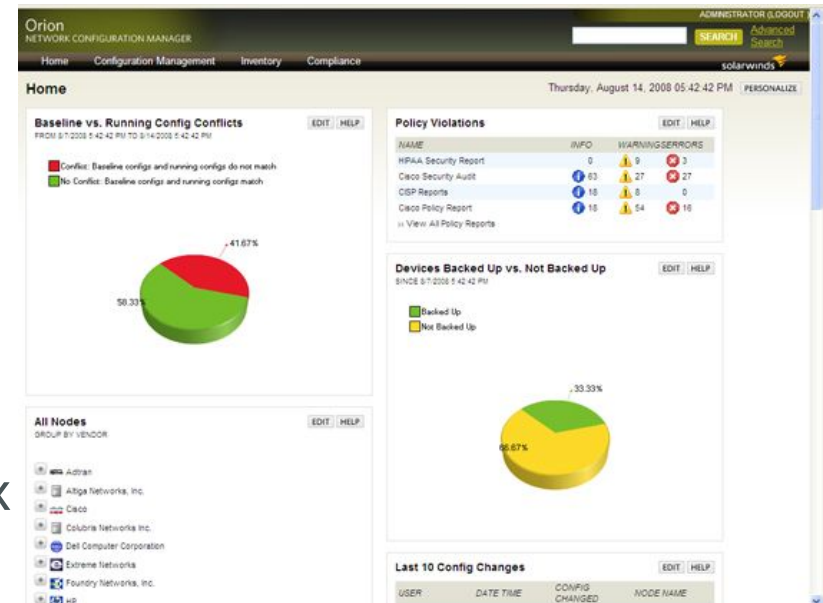 ADMINISTRATOR (LOGOUT)
Orion
NETWORK CONFIGURATION MANAGER
SEARCH
Advanced
Search
Home Configuration Management Inventory Compliance
solarwinds
Home
Thursday, August 14, 2008 05:42:42 PM
PERSONALIZE
Baseline vs. Running Config Conflicts
EDIT HELP
FROM 8/7/2008 5:42:42 PM TO 8/14/2008 5:42:42 PM
Conflict: Baseline configs and running configs do not match
No Conflict: Baseline configs and running configs match
41.67%
58.33%
All Nodes
EDIT HELP
GROUP BY VENDOR
Adtran
Altiga Networks, Inc.
Cisco
Colubris Networks Inc.
Dell Computer Corporation
Extreme Networks
Foundry Networks, Inc.
HP
x
Policy Violations
EDIT HELP
NAME INFO WARNINGS ERRORS
HIPAA Security Report 0 9 3
Cisco Security Audit 63 27 27
CISP Reports 18 8 0
Cisco Policy Report 18 54 16
›› View All Policy Reports
Devices Backed Up vs. Not Backed Up
EDIT HELP
SINCE 8/7/2008 5:42:42 PM
Backed Up
Not Backed Up
33.33%
66.67%
Last 10 Config Changes
EDIT HELP
USER DATE TIME CONFIG CHANGED NODE NAME